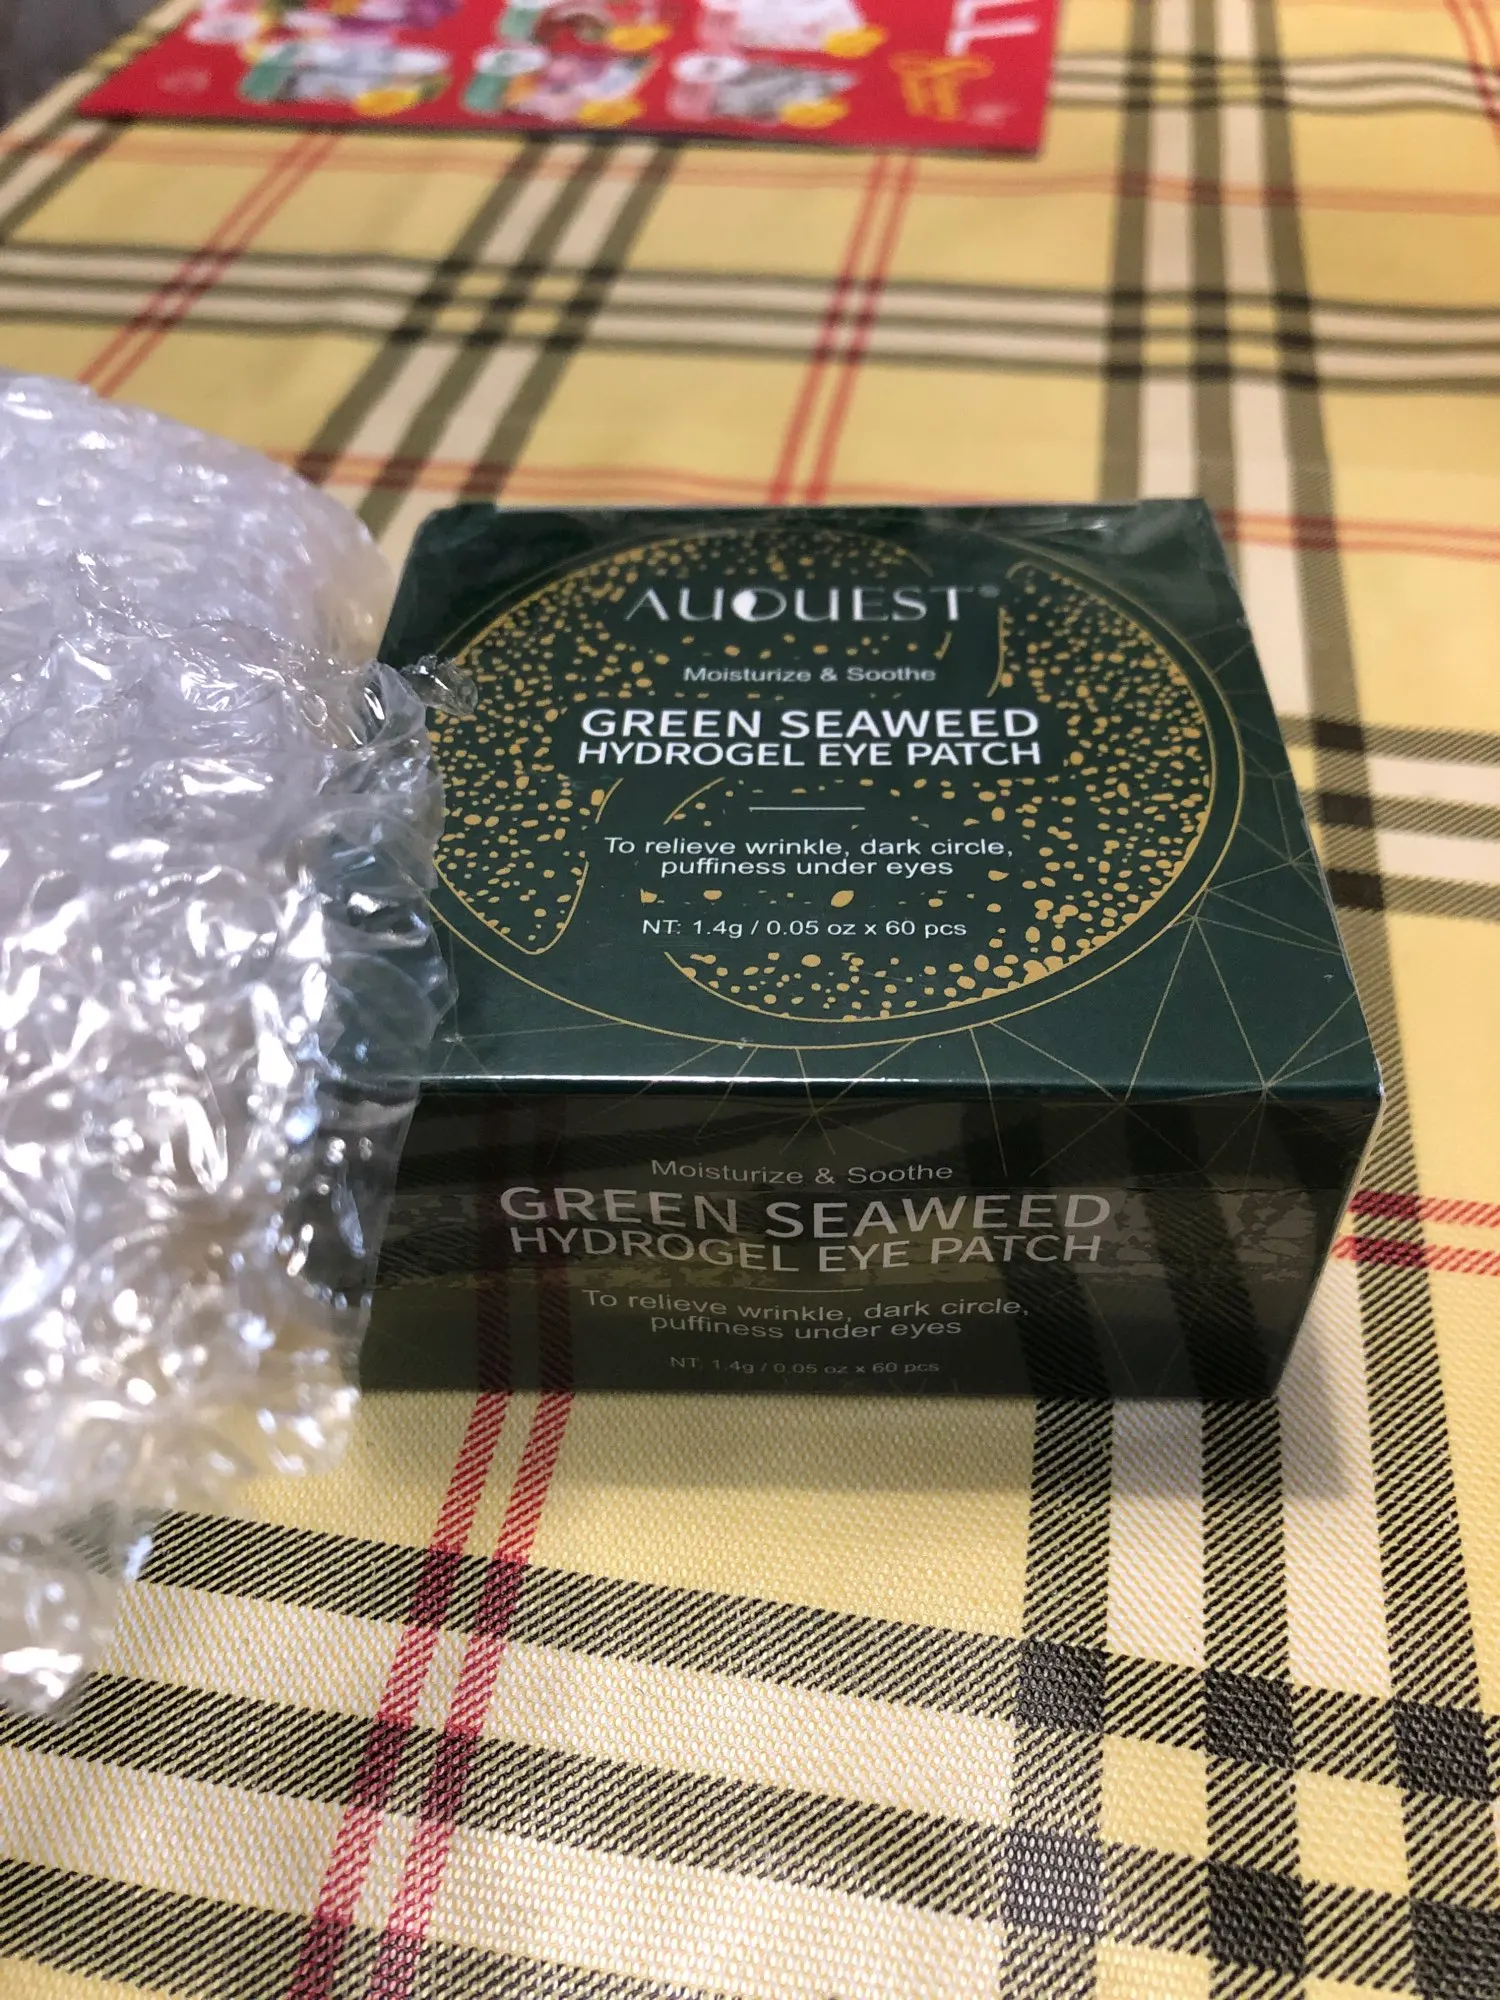 LL
AUQUEST®
Moisturize & Soothe
GREEN SEAWEED
HYDROGEL EYE PATCH
To relieve wrinkle, dark circle,
puffiness under eyes
NT: 1.4g / 0.05 oz x 60 pcs
Moisturize & Soothe
GREEN SEAWEED
HYDROGEL EYE PATCH
To relieve wrinkle, dark circle,
puffiness under eyes
NT: 1.4g / 0.05 oz x 60 pcs